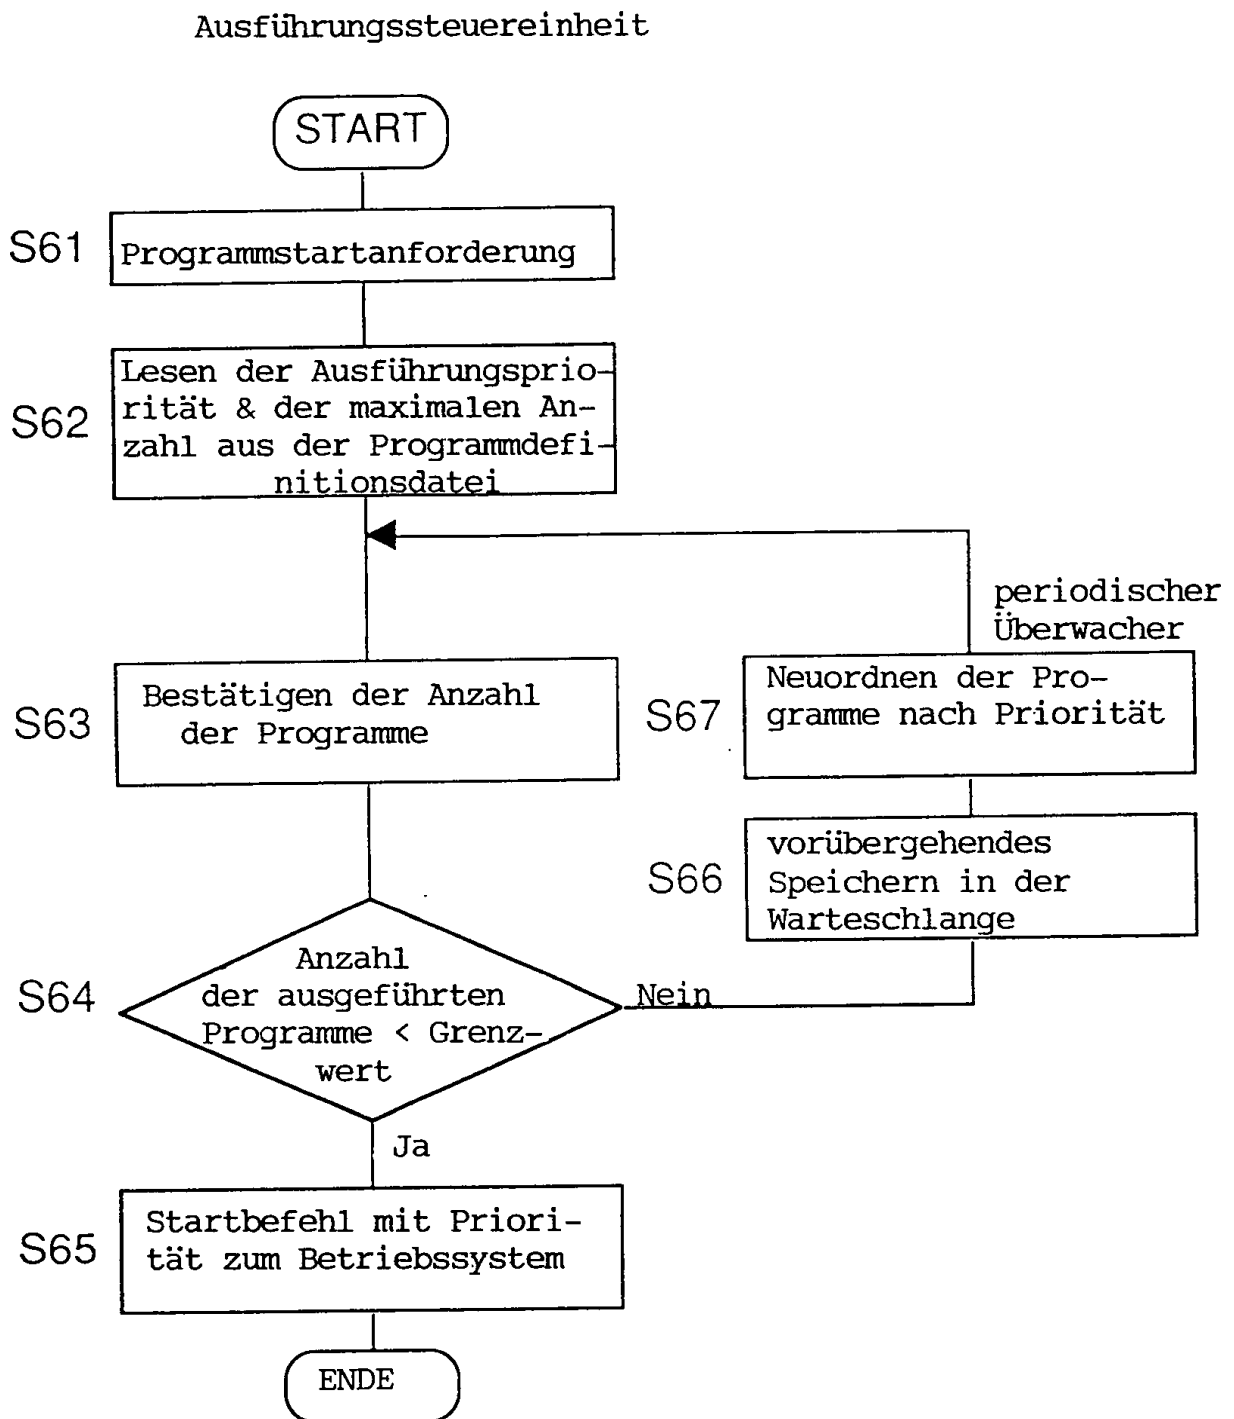 Ausführungssteuereinheit
START
S61
Programmstartanforderung
S62
Lesen der Ausführungsprio-
rität & der maximalen An-
zahl aus der Programmdefi-
nitionsdatei
periodischer
Überwacher
S63
Bestätigen der Anzahl
der Programme
S67
Neuordnen der Pro-
gramme nach Priorität
S66
vorübergehendes
Speichern in der
Warteschlange
S64
Anzahl
der ausgeführten
Programme < Grenz-
wert
Nein
Ja
S65
Startbefehl mit Priori-
tät zum Betriebssystem
ENDE